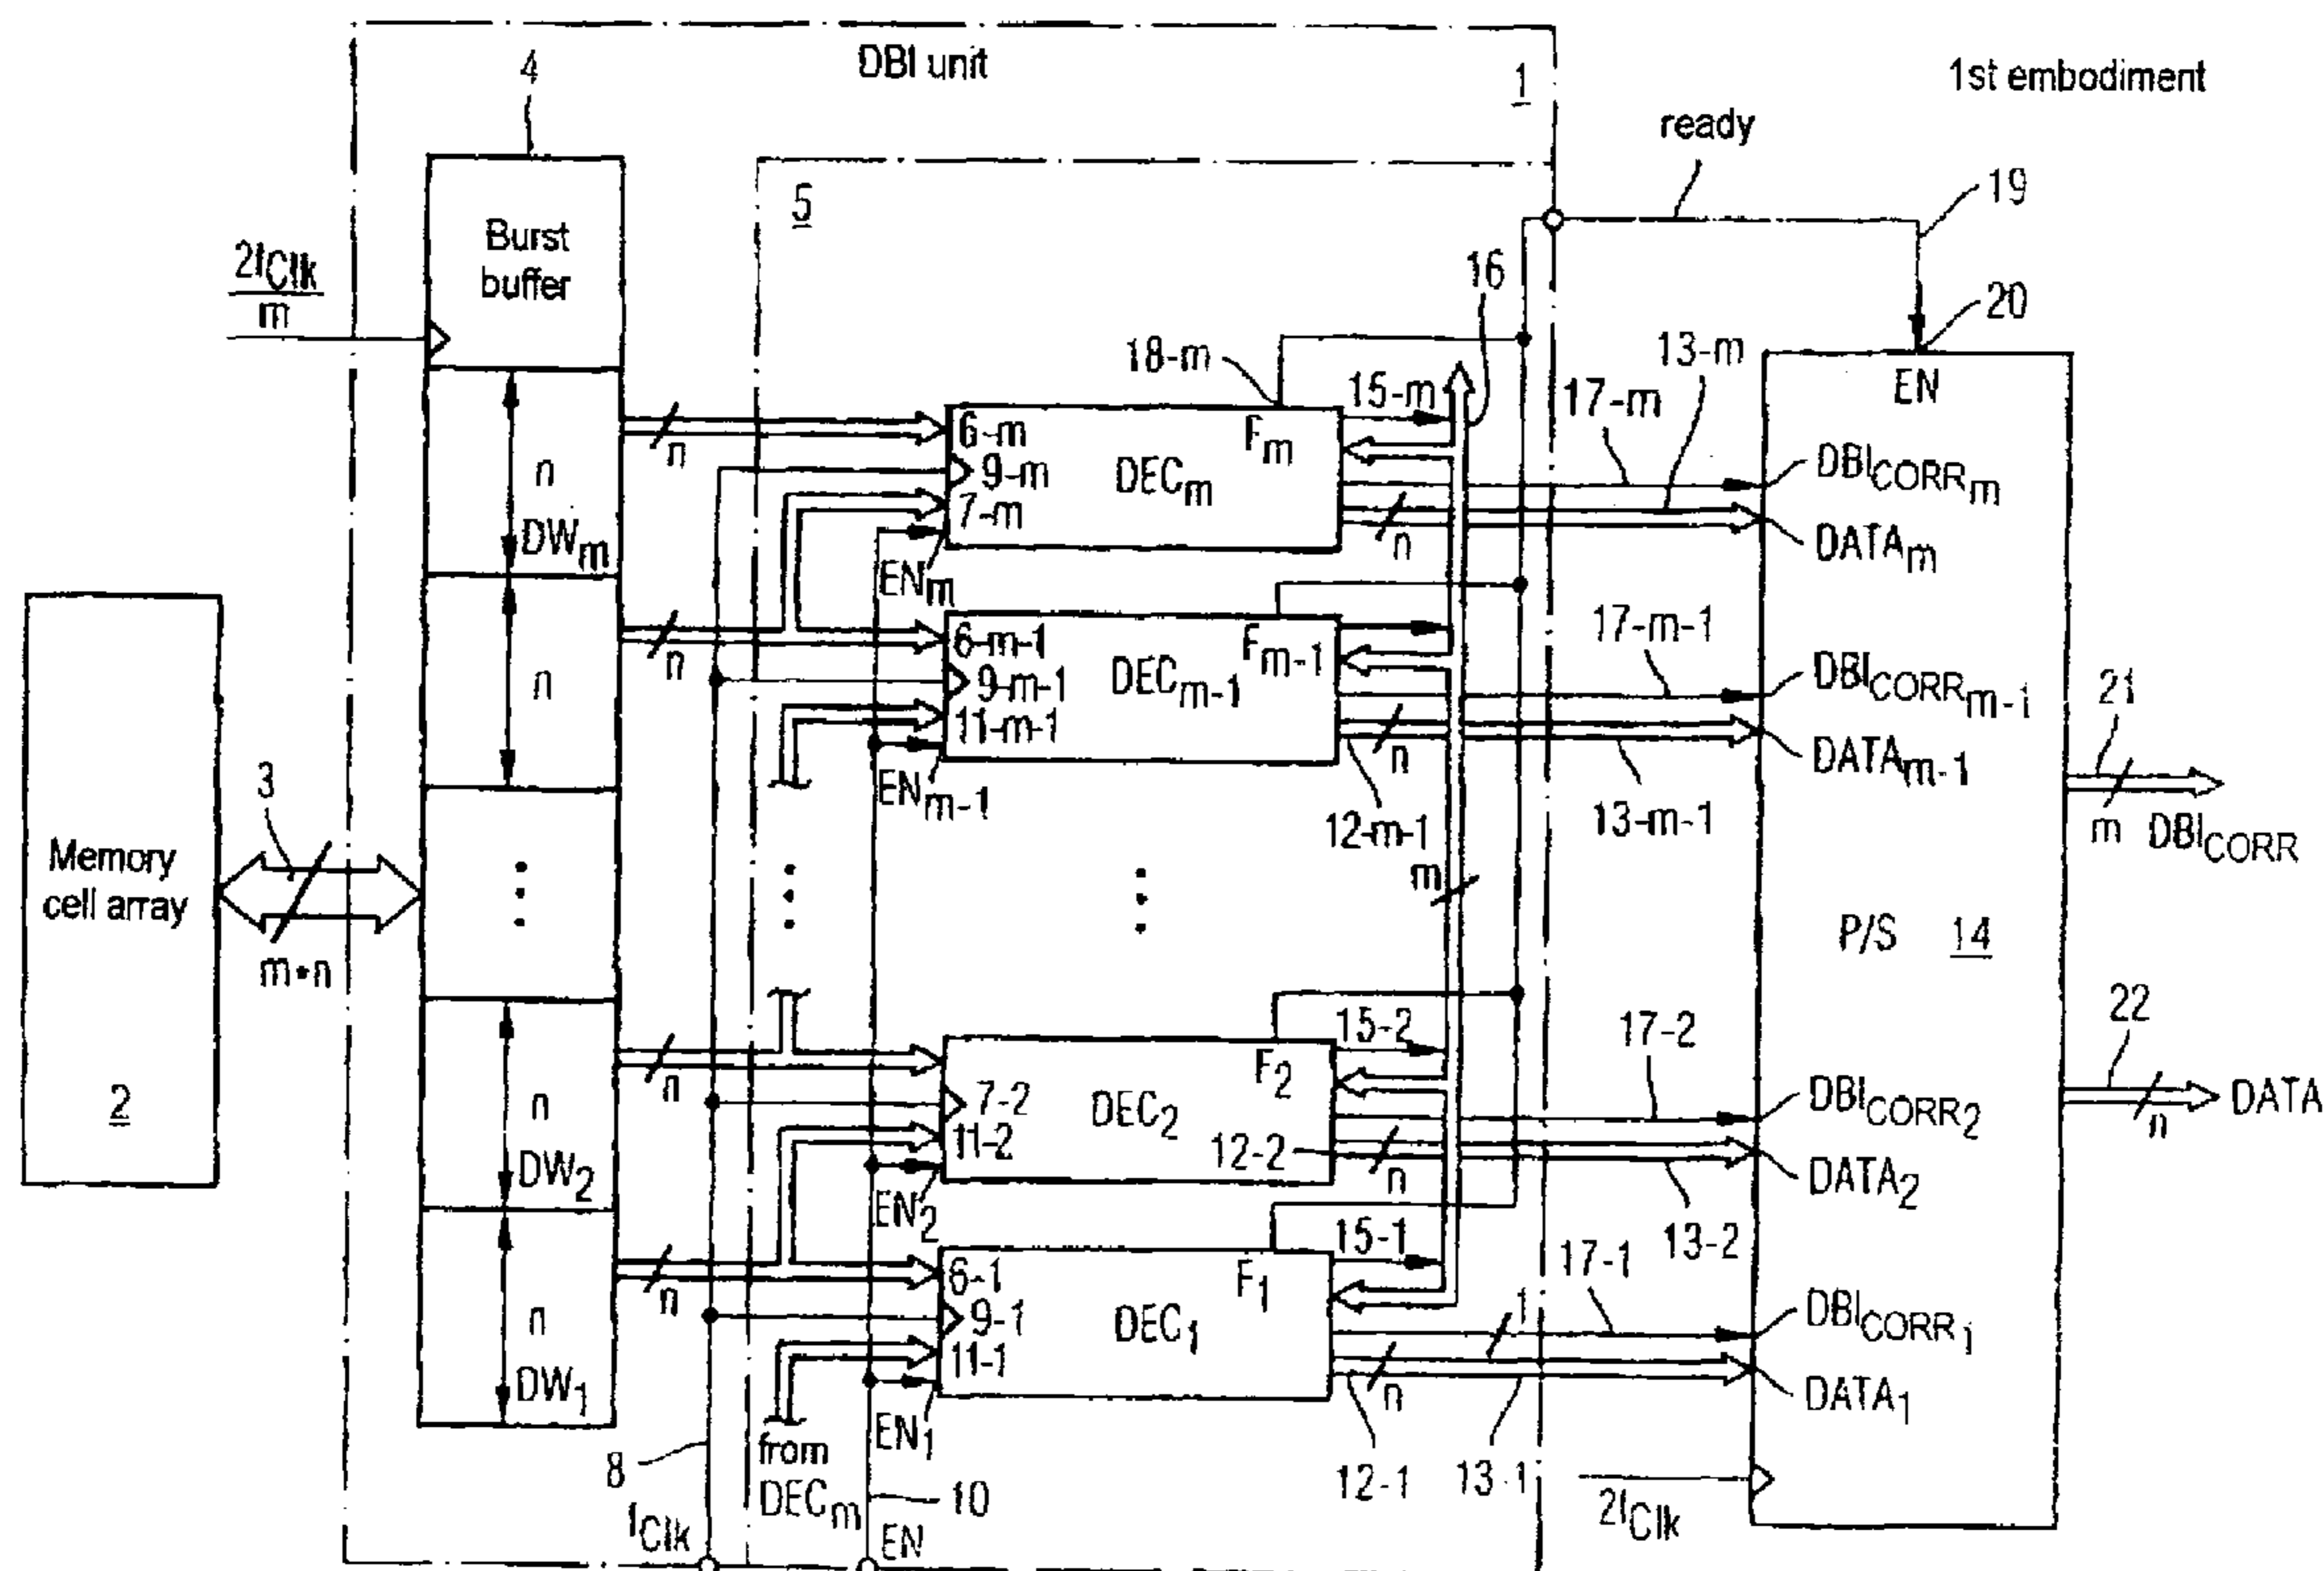 DBI unit
1
1st embodiment
ready
19
20
4
5
Burst
buffer
2fClk
m
16
18-m
15-m
17-m
13-m
EN
n
6-m
9-m
7-m
Fm
DECm
n
DBICORRm
DATAm
n
DWm
ENm
n
6-m-1
9-m-1
11-m-1
Fm-1
DECm-1
n
17-m-1
DBICORRm-1
DATAm-1
n
ENm-1
12-m-1
13-m-1
21
m
DBICORR
3
Memory
cell array
m•n
2
m
P/S
14
22
n
DATA
n
15-2
F2
7-2
11-2
DEC2
12-2
n
17-2
DBICORR2
DATA2
13-2
n
DW2
EN2
n
15-1
F1
6-1
9-1
11-1
DEC1
1
n
17-1
DBICORR1
DATA1
n
DW1
EN1
12-1
13-1
8
from
DECm
10
fClk
EN
2fClk